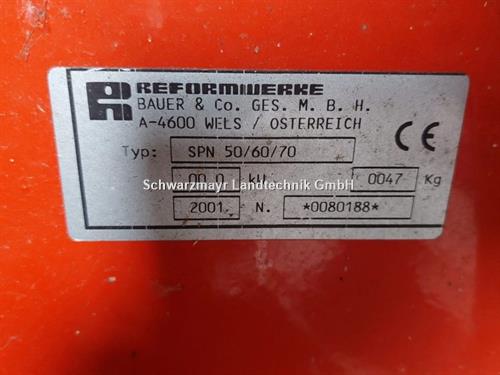 REFORMWERKE
BAUER & Co. GES. M. B. H.
A-4600 WELS / OSTERREICH
CE
Typ: SPN 50/60/70
00.0 kW 0047 Kg
Schwarzmayr Landtechnik GmbH
2001. N. *0080188*